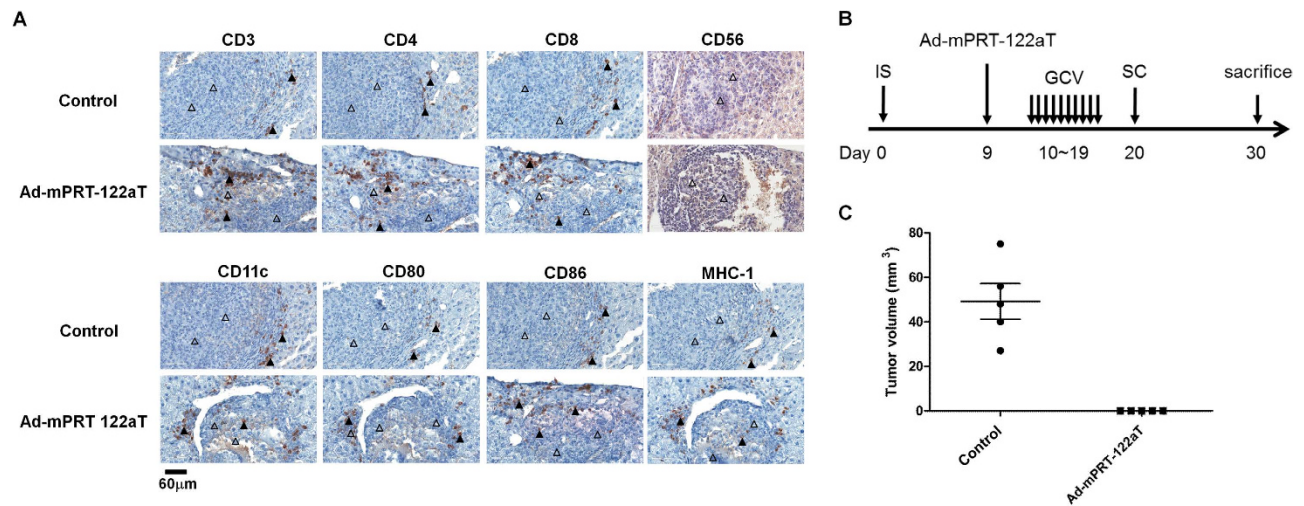 A
CD3 CD4 CD8 CD56
Control
Ad-mPRT-122aT
CD11c CD80 CD86 MHC-1
Control
Ad-mPRT 122aT
60μm
B
Ad-mPRT-122aT
IS GCV SC sacrifice
Day 0 9 10~19 20 30
C
Tumor volume (mm 3)
80
60
40
20
0
Control
Ad-mPRT-122aT